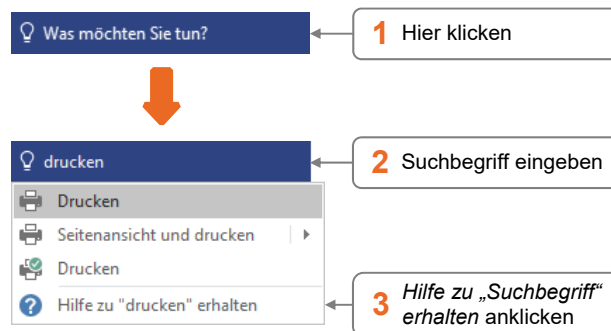 Was möchten Sie tun?
1 Hier klicken
drucken
2 Suchbegriff eingeben
Drucken
Seitenansicht und drucken
Drucken
? Hilfe zu "drucken" erhalten
3 Hilfe zu „Suchbegriff“
erhalten anklicken